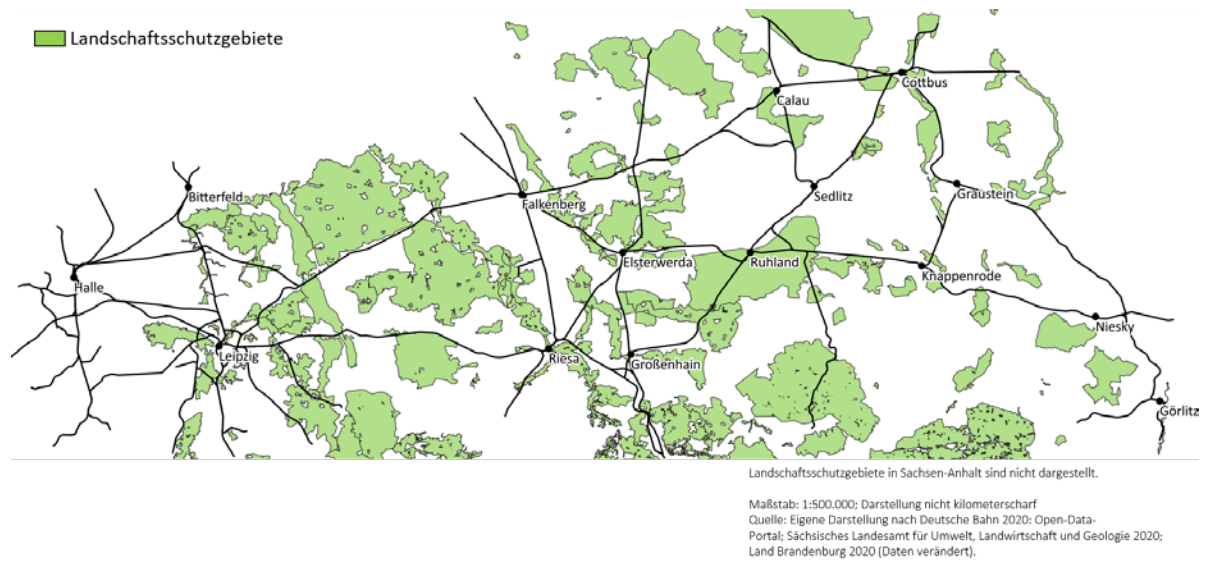 Landschaftsschutzgebiete
Cottbus
Calau
Bitterfeld
Falkenberg
Sedlitz
Graustein
Halle
Elsterwerda
Ruhland
Knappenrode
Niesky
Leipzig
Riesa
Großenhain
Görlitz
Landschaftsschutzgebiete in Sachsen-Anhalt sind nicht dargestellt.
Maßstab: 1:500.000; Darstellung nicht kilometerscharf
Quelle: Eigene Darstellung nach Deutsche Bahn 2020: Open-Data-
Portal; Sächsisches Landesamt für Umwelt, Landwirtschaft und Geologie 2020;
Land Brandenburg 2020 (Daten verändert).